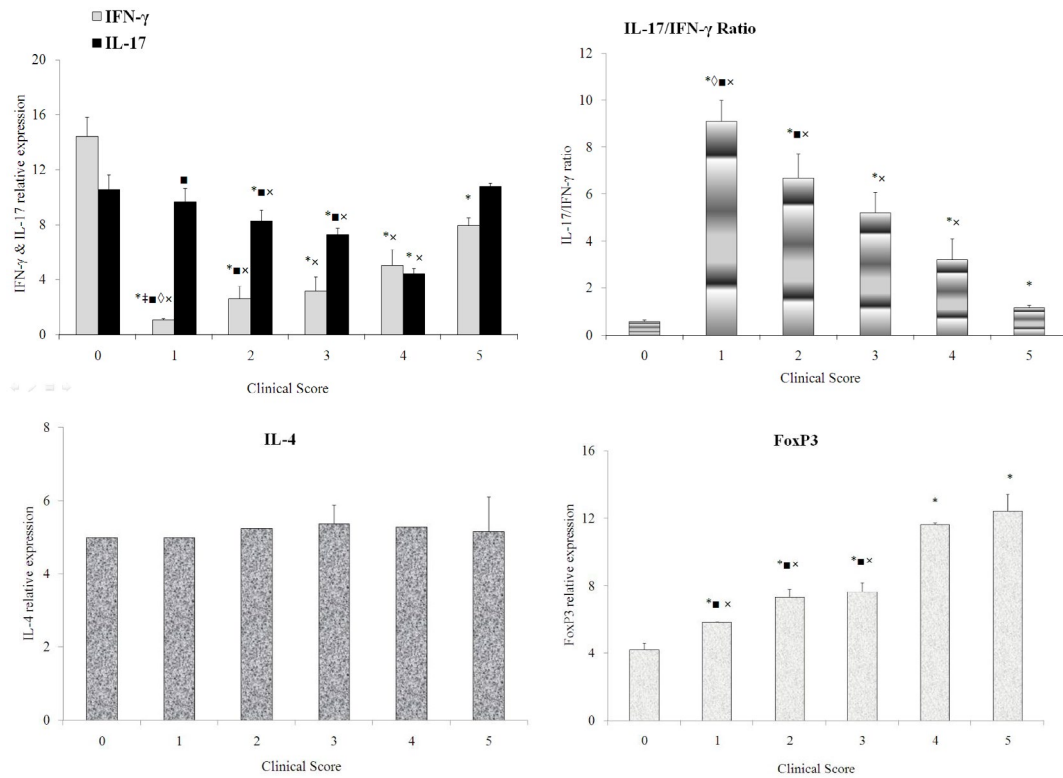 IFN-γ
IL-17
20
16
12
8
4
0
IFN-γ & IL-17 relative expression
*‡■◊×
■
*■×
*■×
*×
*■×
*×
*×
*
0 1 2 3 4 5
Clinical Score
IL-17/IFN-γ Ratio
12
10
8
6
4
2
0
IL-17/IFN-γ ratio
*◊■×
*■×
*×
*×
*
0 1 2 3 4 5
Clinical Score
IL-4
8
6
4
2
0
IL-4 relative expression
0 1 2 3 4 5
Clinical Score
FoxP3
16
12
8
4
0
FoxP3 relative expression
*■×
*■×
*■×
*
*
0 1 2 3 4 5
Clinical Score